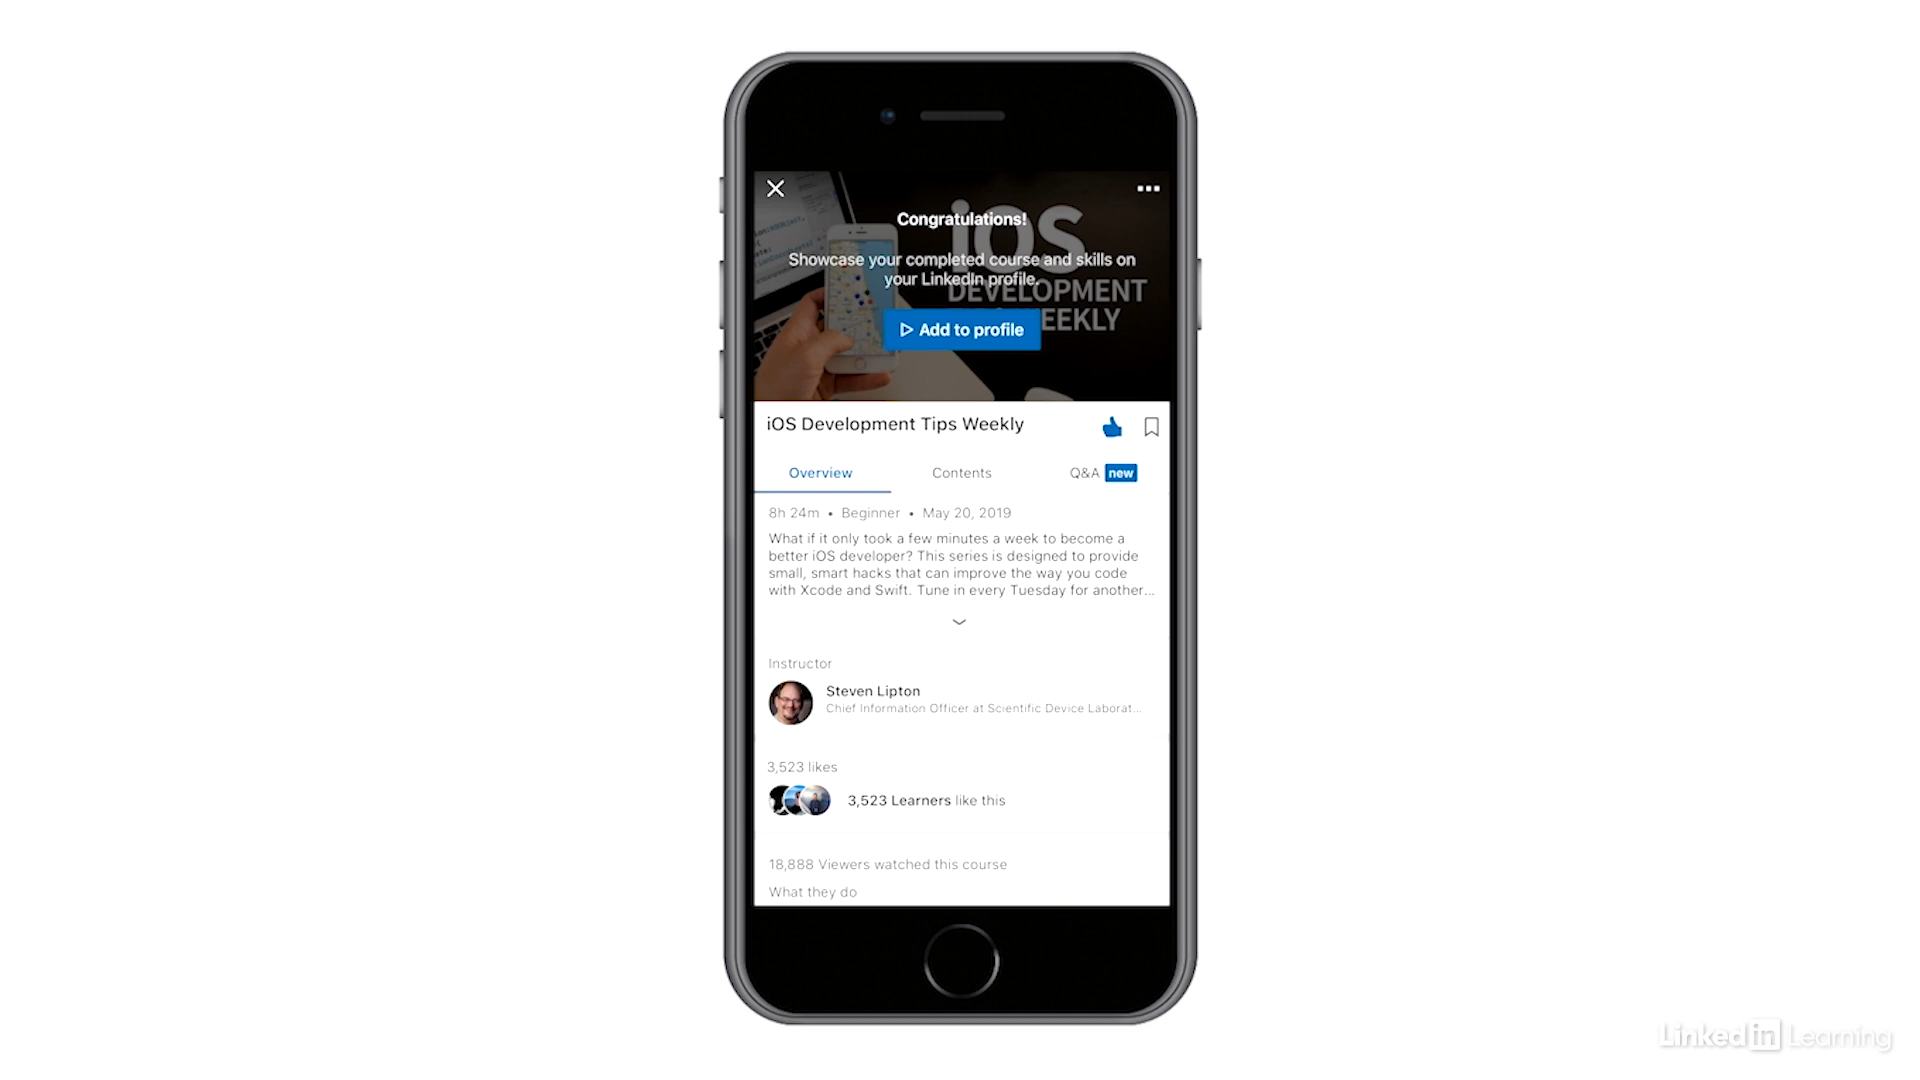 Congratulations!
Showcase your completed course and skills on
your LinkedIn profile.
Add to profile
iOS
DEVELOPMENT
EEKLY
iOS Development Tips Weekly
Overview
Contents
Q&A new
8h 24m • Beginner • May 20, 2019
What if it only took a few minutes a week to become a
better iOS developer? This series is designed to provide
small, smart hacks that can improve the way you code
with Xcode and Swift. Tune in every Tuesday for another...
Instructor
Steven Lipton
Chief Information Officer at Scientific Device Laborat...
3,523 likes
3,523 Learners like this
18,888 Viewers watched this course
What they do
LinkedIn Learning